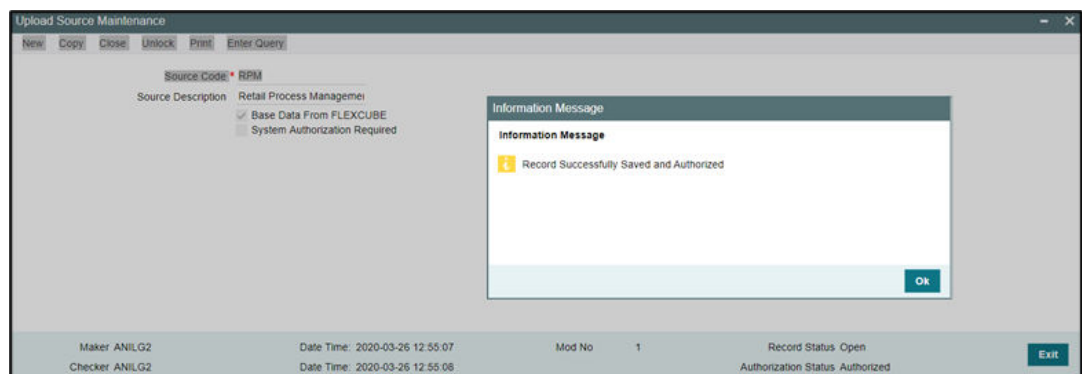 Upload Source Maintenance
New Copy Close Unlock Print Enter Query
Source Code * RPM
Source Description Retail Process Managemei
Base Data From FLEXCUBE
System Authorization Required
Information Message
Information Message
Record Successfully Saved and Authorized
Ok
Maker ANILG2 Date Time: 2020-03-26 12:55:07 Mod No 1 Record Status Open
Checker ANILG2 Date Time: 2020-03-26 12:55:08 Authorization Status Authorized
Exit